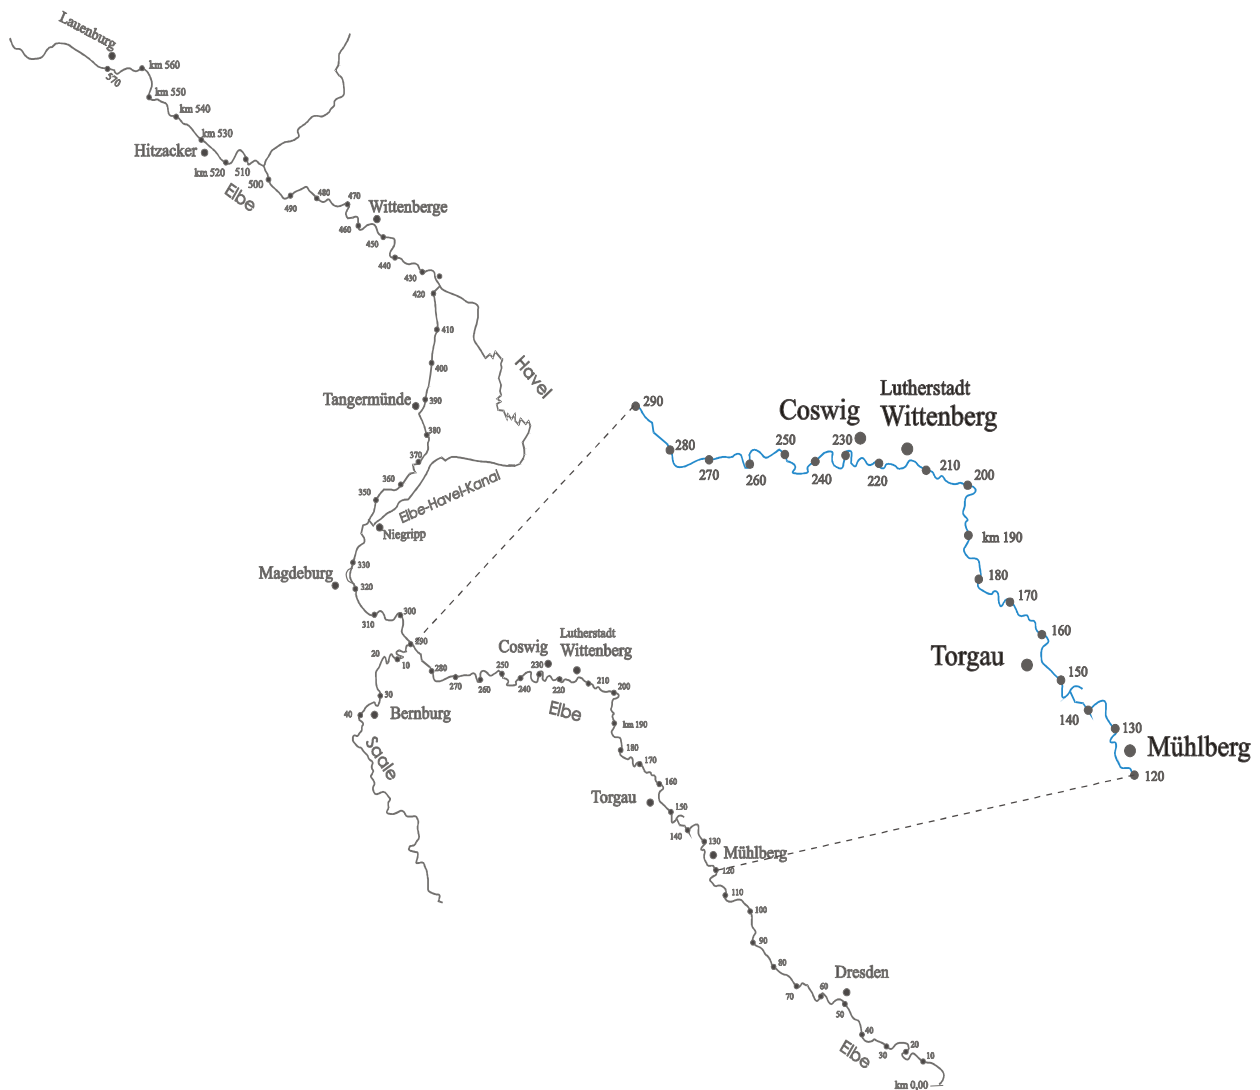 Lauenburg
570
km 560
km 550
km 540
km 530
Hitzacker
km 520
510
500
Elbe
490
480
470
Wittenberge
460
450
440
430
420
410
400
Havel
Tangermünde
390
380
370
360
350
Elbe-Havel-Kanal
Niegripp
330
Magdeburg
320
310
300
290
20
10
30
40
Bernburg
Saale
280
270
260
250
240
Coswig
230
220
Lutherstadt
Wittenberg
210
200
Elbe
km 190
180
170
160
Torgau
150
140
130
Mühlberg
120
110
100
90
80
70
60
Dresden
50
40
Elbe
30
20
10
km 0,00
290
280
270
260
250
240
Coswig
230
220
Lutherstadt
Wittenberg
210
200
km 190
180
170
160
Torgau
150
140
130
Mühlberg
120